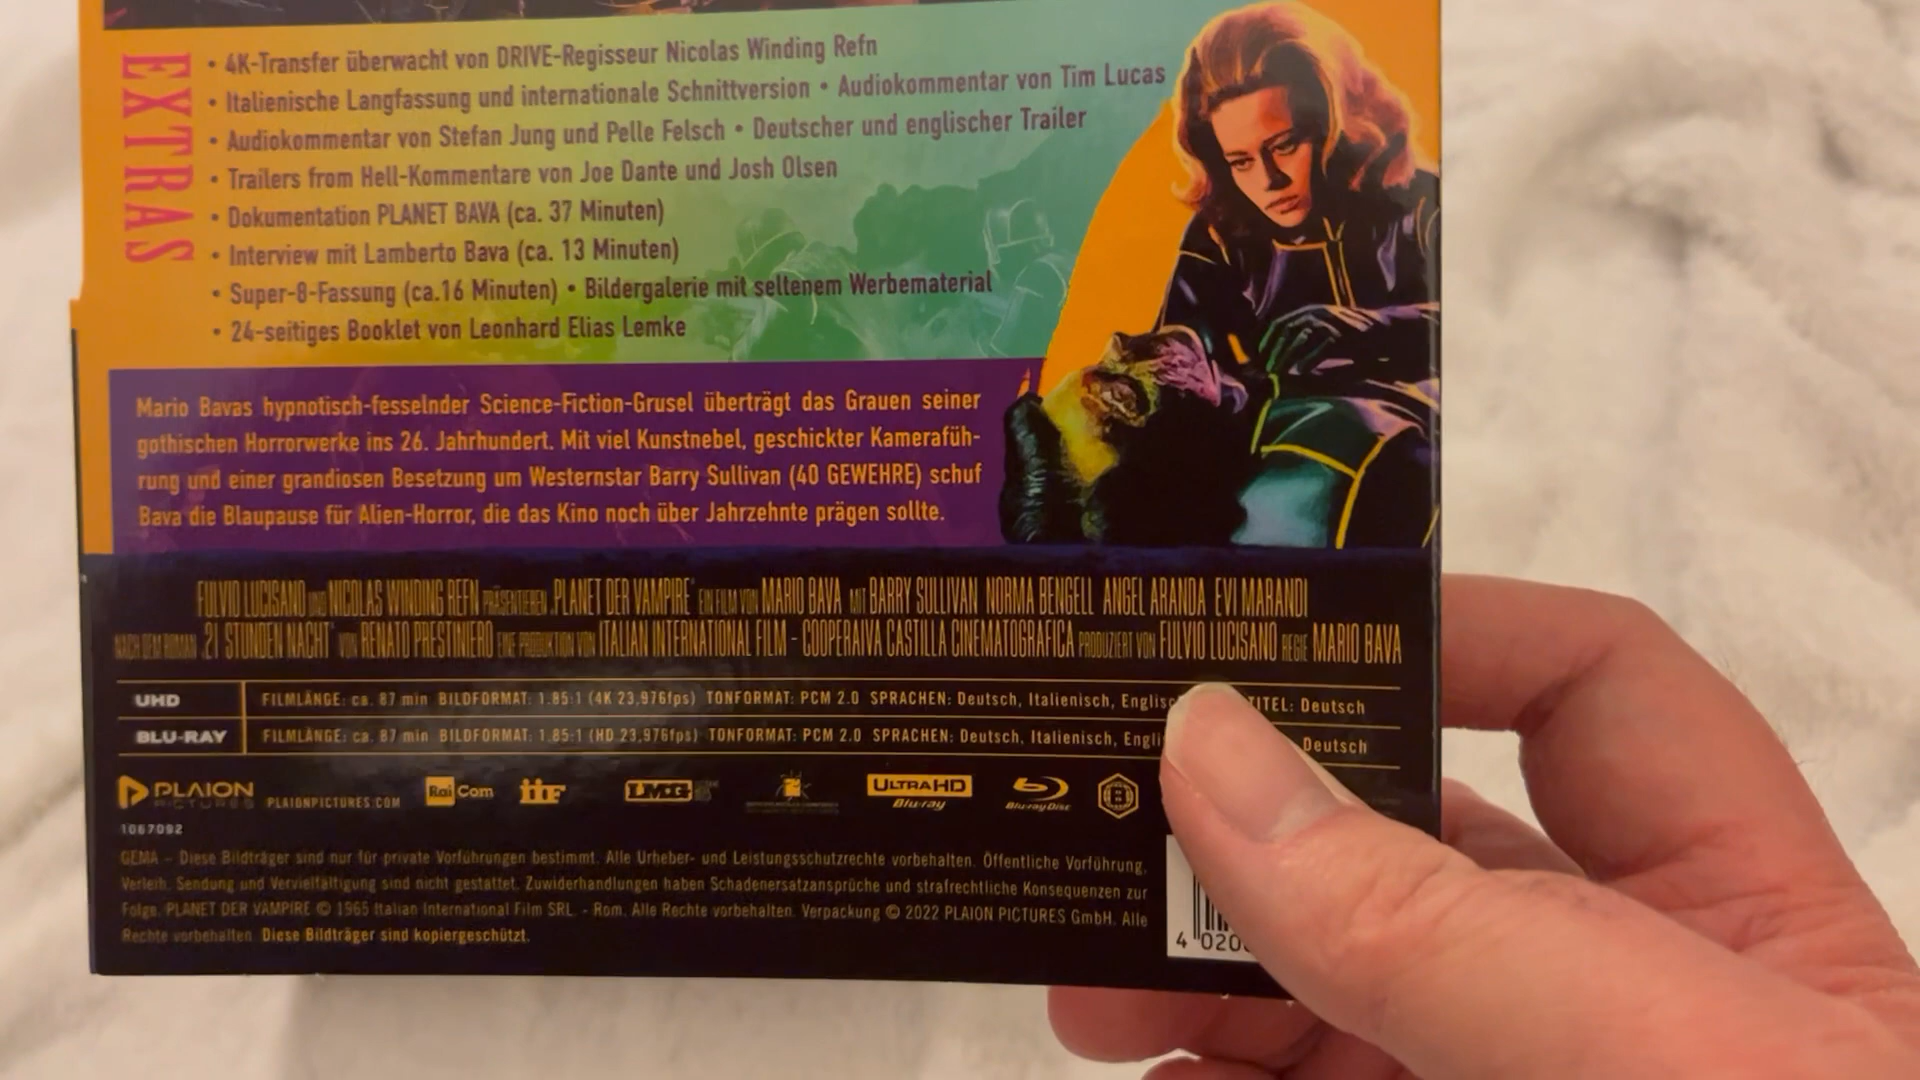 EXTRAS
• 4K-Transfer überwacht von DRIVE-Regisseur Nicolas Winding Refn
• Italienische Langfassung und internationale Schnittversion • Audiokommentar von Tim Lucas
• Audiokommentar von Stefan Jung und Pelle Felsch • Deutscher und englischer Trailer
• Trailers from Hell-Kommentare von Joe Dante und Josh Olsen
• Dokumentation PLANET BAVA (ca. 37 Minuten)
• Interview mit Lamberto Bava (ca. 13 Minuten)
• Super-8-Fassung (ca.16 Minuten) • Bildergalerie mit seltenem Werbematerial
• 24-seitiges Booklet von Leonhard Elias Lemke
Mario Bavas hypnotisch-fesselnder Science-Fiction-Grusel überträgt das Grauen seiner
gothischen Horrorwerke ins 26. Jahrhundert. Mit viel Kunstnebel, geschickter Kamerafüh-
rung und einer grandiosen Besetzung um Westernstar Barry Sullivan (40 GEWEHRE) schuf
Bava die Blaupause für Alien-Horror, die das Kino noch über Jahrzehnte prägen sollte.
FULVIO LUCISANO UND NICOLAS WINDING REFN PRÄSENTIEREN „PLANET DER VAMPIRE“ EIN FILM VON MARIO BAVA MIT BARRY SULLIVAN NORMA BENGELL ANGEL ARANDA EVI MARANDI
NACH DEM ROMAN „21 STUNDEN NACHT“ VON RENATO PRESTINIERO EINE PRODUKTION VON ITALIAN INTERNATIONAL FILM - COOPERAIVA CASTILLA CINEMATOGRAFICA PRODUZIERT VON FULVIO LUCISANO REGIE MARIO BAVA
UHD FILMLÄNGE: ca. 87 min BILDFORMAT: 1.85:1 (4K 23,976fps) TONFORMAT: PCM 2.0 SPRACHEN: Deutsch, Italienisch, Englisc TITEL: Deutsch
BLU-RAY FILMLÄNGE: ca. 87 min BILDFORMAT: 1.85:1 (HD 23,976fps) TONFORMAT: PCM 2.0 SPRACHEN: Deutsch, Italienisch, Engli Deutsch
PLAION PICTURES PLAIONPICTURES.COM Rai Com iiF LMG ULTRA HD Blu-ray Blu-ray Disc
1067092
GEMA – Diese Bildträger sind nur für private Vorführungen bestimmt. Alle Urheber- und Leistungsschutzrechte vorbehalten. Öffentliche Vorführung,
Verleih, Sendung und Vervielfältigung sind nicht gestattet. Zuwiderhandlungen haben Schadenersatzansprüche und strafrechtliche Konsequenzen zur
Folge. PLANET DER VAMPIRE © 1965 Italian International Film SRL. - Rom. Alle Rechte vorbehalten. Verpackung © 2022 PLAION PICTURES GmbH. Alle
Rechte vorbehalten. Diese Bildträger sind kopiergeschützt.
4 020